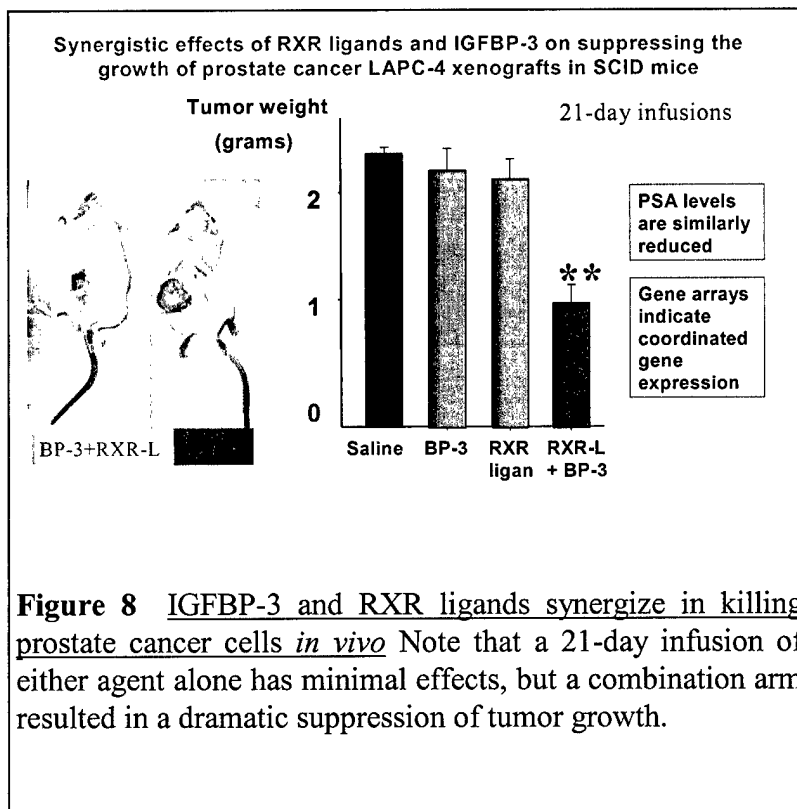 Synergistic effects of RXR ligands and IGFBP-3 on suppressing the
growth of prostate cancer LAPC-4 xenografts in SCID mice
Tumor weight
(grams)
21-day infusions
2
1
0
PSA levels
are similarly
reduced
**
Gene arrays
indicate
coordinated
gene
expression
BP-3+RXR-L
Saline
BP-3
RXR
ligan
RXR-L
+ BP-3
Figure 8 IGFBP-3 and RXR ligands synergize in killing
prostate cancer cells in vivo Note that a 21-day infusion of
either agent alone has minimal effects, but a combination arm
resulted in a dramatic suppression of tumor growth.